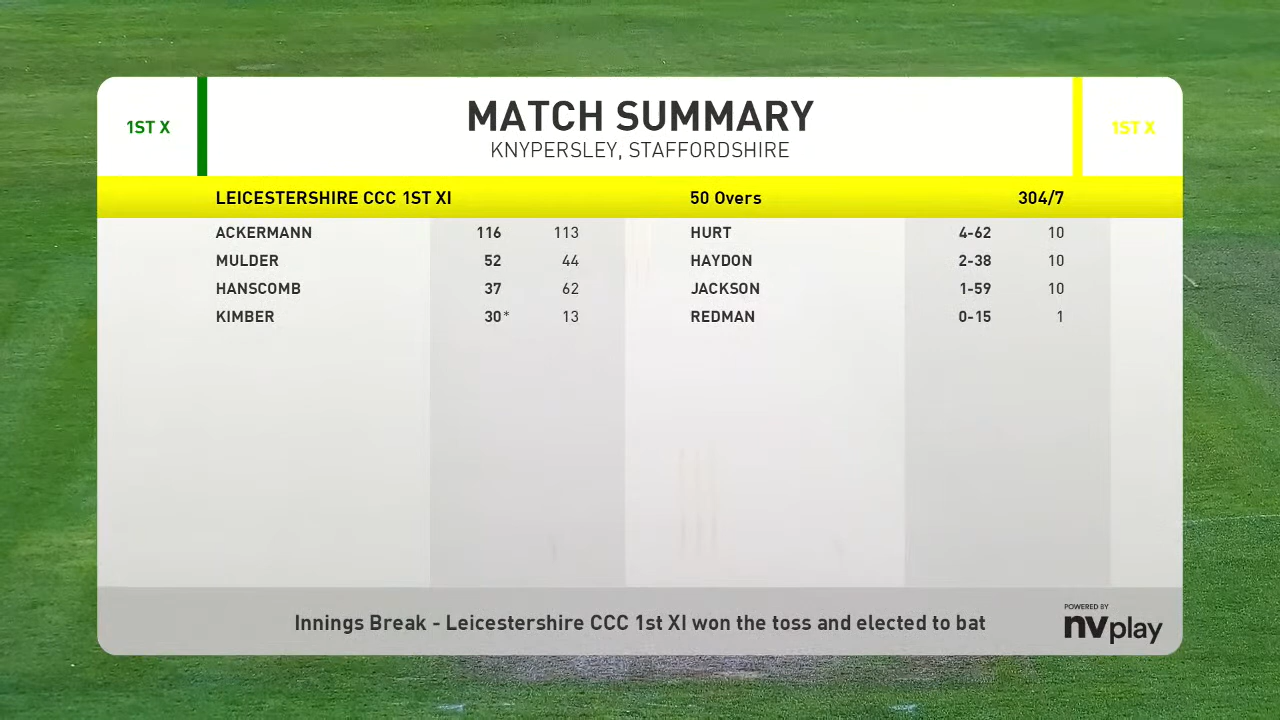 1ST X
MATCH SUMMARY
1ST X
KNYPERSLEY, STAFFORDSHIRE
LEICESTERSHIRE CCC 1ST XI 50 Overs 304/7
ACKERMANN 116 113 HURT 4-62 10
MULDER 52 44 HAYDON 2-38 10
HANSCOMB 37 62 JACKSON 1-59 10
KIMBER 30* 13 REDMAN 0-15 1
Innings Break - Leicestershire CCC 1st XI won the toss and elected to bat
POWERED BY
nvplay